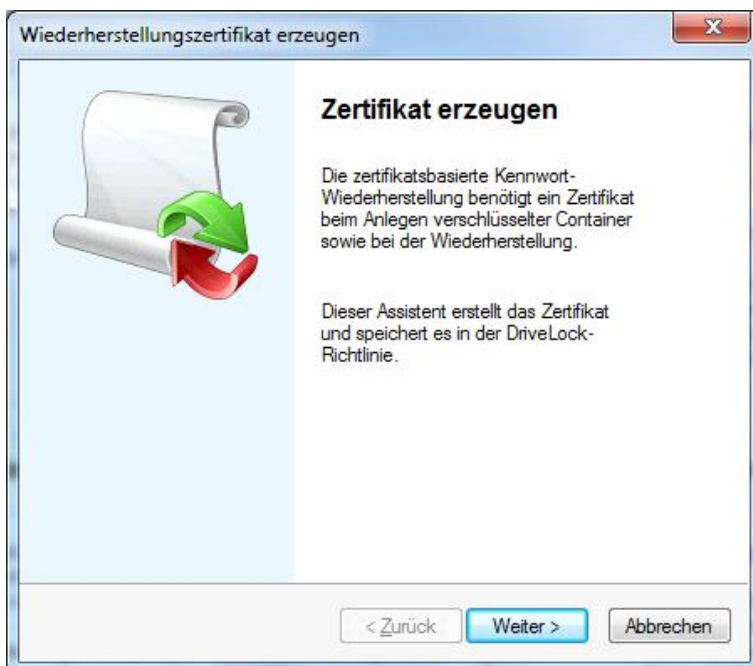 Wiederherstellungszertifikat erzeugen
Zertifikat erzeugen
Die zertifikatsbasierte Kennwort-
Wiederherstellung benötigt ein Zertifikat
beim Anlegen verschlüsselter Container
sowie bei der Wiederherstellung.
Dieser Assistent erstellt das Zertifikat
und speichert es in der DriveLock-
Richtlinie.
< Zurück
Weiter >
Abbrechen